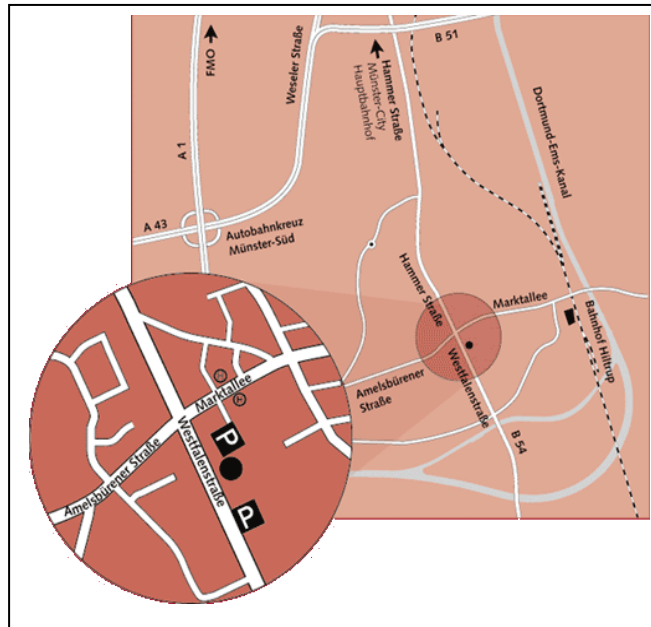 FMO
B 51
Weseler Straße
Hammer Straße
Münster-City
Hauptbahnhof
Dortmund-Ems-Kanal
A 1
A 43
Autobahnkreuz
Münster-Süd
Hammer Straße
Marktallee
Bahnhof Hiltrup
Amelsbürener
Straße
Westfalenstraße
B 54
H
H
Marktallee
Westfalenstraße
Amelsbürener Straße
P
P